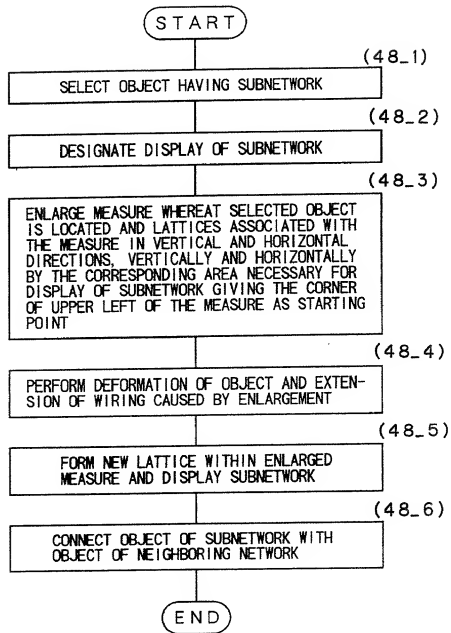 START
(48_1)
SELECT OBJECT HAVING SUBNETWORK
(48_2)
DESIGNATE DISPLAY OF SUBNETWORK
(48_3)
ENLARGE MEASURE WHEREAT SELECTED OBJECT
IS LOCATED AND LATTICES ASSOCIATED WITH
THE MEASURE IN VERTICAL AND HORIZONTAL
DIRECTIONS, VERTICALLY AND HORIZONTALLY
BY THE CORRESPONDING AREA NECESSARY FOR
DISPLAY OF SUBNETWORK GIVING THE CORNER
OF UPPER LEFT OF THE MEASURE AS STARTING
POINT
(48_4)
PERFORM DEFORMATION OF OBJECT AND EXTEN-
SION OF WIRING CAUSED BY ENLARGEMENT
(48_5)
FORM NEW LATTICE WITHIN ENLARGED
MEASURE AND DISPLAY SUBNETWORK
(48_6)
CONNECT OBJECT OF SUBNETWORK WITH
OBJECT OF NEIGHBORING NETWORK
END